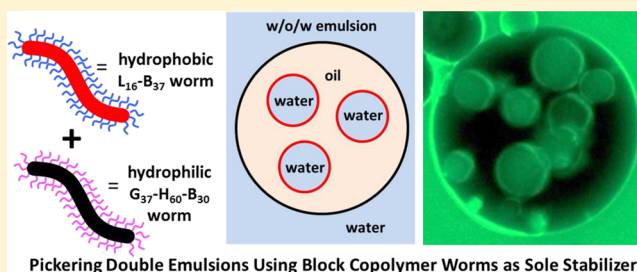 = hydrophobic
L16-B37 worm
+
= hydrophilic
G37-H60-B30
worm
w/o/w emulsion
oil
water
water
water
water
Pickering Double Emulsions Using Block Copolymer Worms as Sole Stabilizer